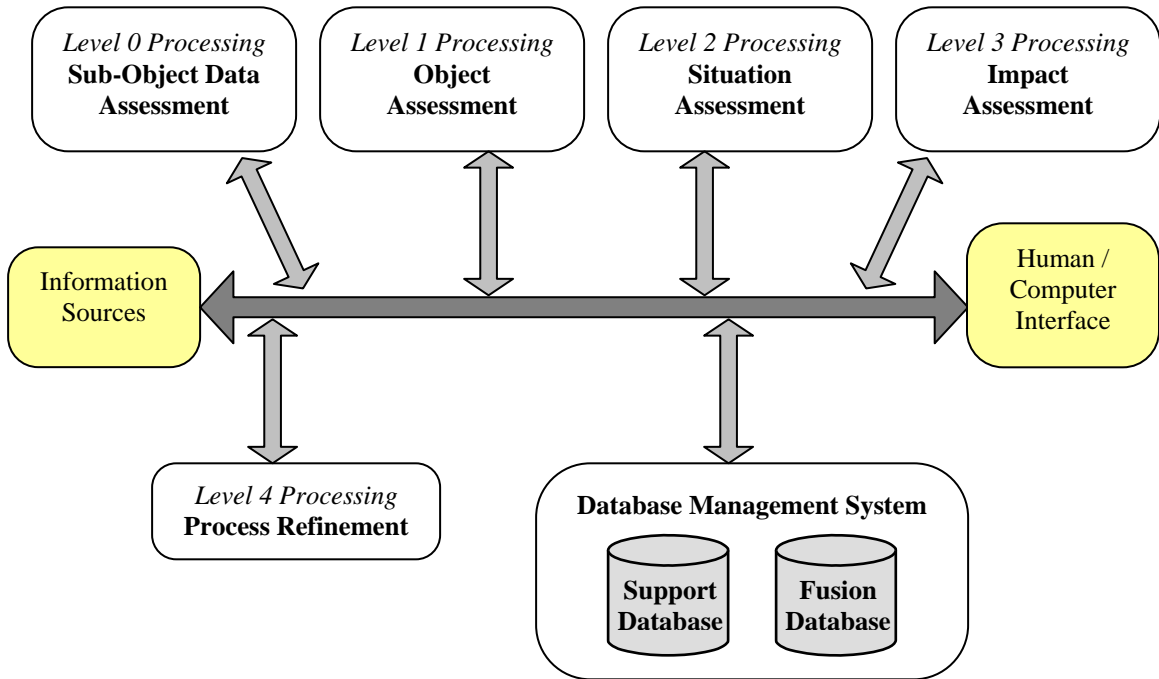 Level 0 Processing
Sub-Object Data
Assessment
Level 1 Processing
Object
Assessment
Level 2 Processing
Situation
Assessment
Level 3 Processing
Impact
Assessment
Information
Sources
Human /
Computer
Interface
Level 4 Processing
Process Refinement
Database Management System
Support
Database
Fusion
Database